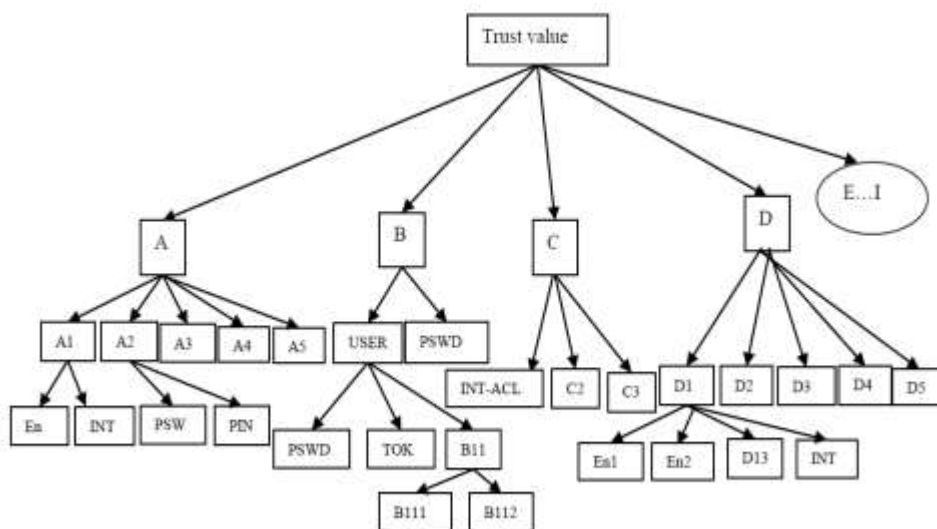 Trust value
E…I
A
B
C
D
A1
A2
A3
A4
A5
USER
PSWD
INT-ACL
C2
C3
D1
D2
D3
D4
D5
En
INT
PSW
PIN
PSWD
TOK
B11
En1
En2
D13
INT
B111
B112